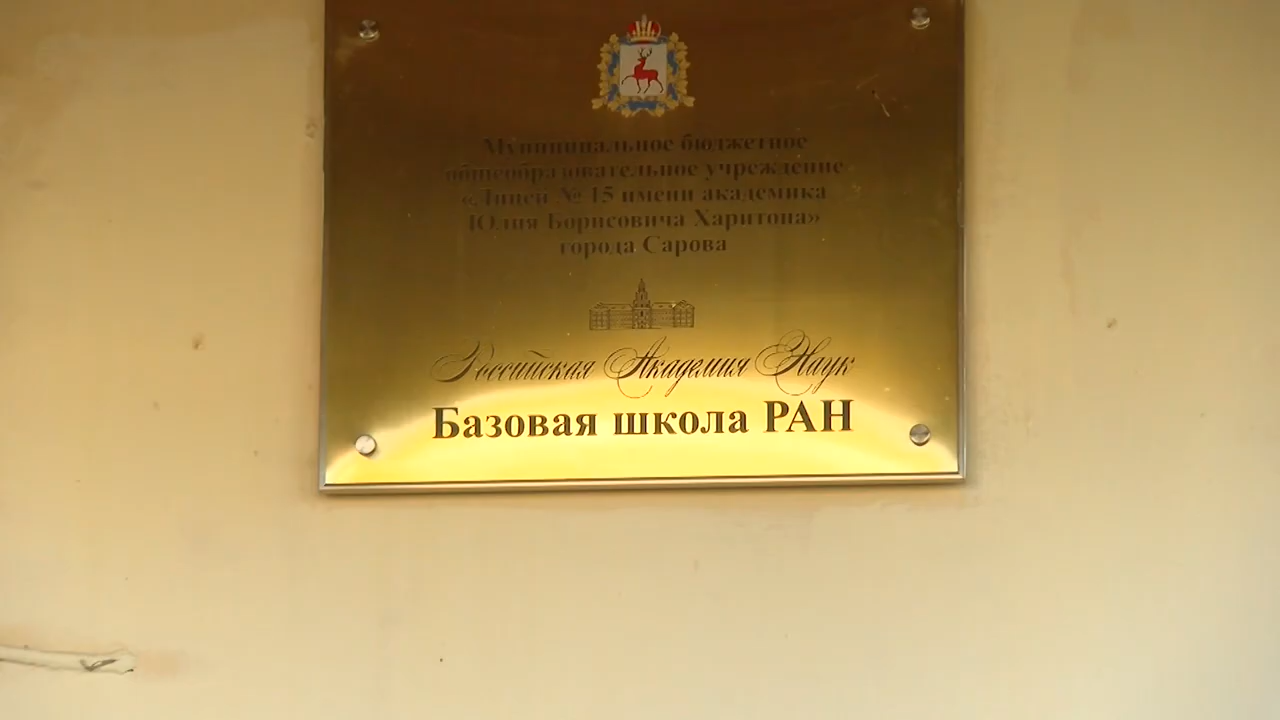 Муниципальное бюджетное
общеобразовательное учреждение
«Лицей № 15 имени академика
Юлия Борисовича Харитона»
города Сарова
Российская Академия Наук
Базовая школа РАН